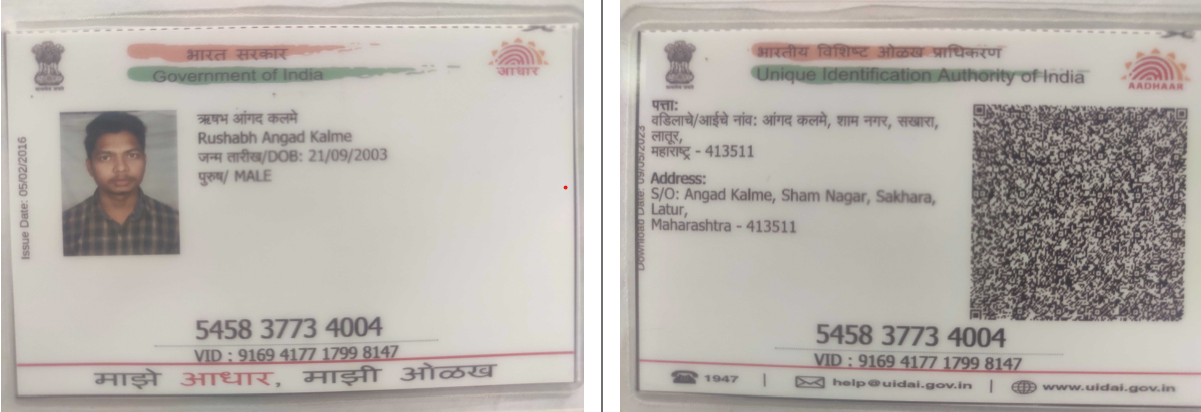 भारत सरकार
Government of India
आधार
Issue Date: 05/02/2016
ऋषभ आंगद कलमे
Rushabh Angad Kalme
जन्म तारीख/DOB: 21/09/2003
पुरुष/ MALE
5458 3773 4004
VID : 9169 4177 1799 8147
माझे आधार, माझी ओळख
भारतीय विशिष्ट ओळख प्राधिकरण
Unique Identification Authority of India
AADHAAR
Download Date: 09/05/2023
पत्ता:
वडिलाचे/आईचे नांव: आंगद कलमे, शाम नगर, सखारा,
लातूर,
महाराष्ट्र - 413511
Address:
S/O: Angad Kalme, Sham Nagar, Sakhara,
Latur,
Maharashtra - 413511
5458 3773 4004
VID : 9169 4177 1799 8147
1947 | help@uidai.gov.in | www.uidai.gov.in